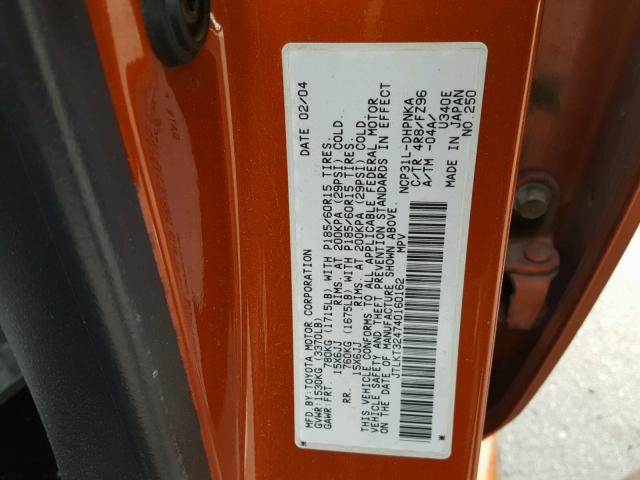 MFD.BY:TOYOTA MOTOR CORPORATION DATE 02/04
GVWR: 1530KG (3370LB)
GAWR:FRT. 780KG (1715LB) WITH P185/60R15 TIRES,
15X6JJ RIMS, AT 200KPA (29PSI) COLD.
RR. 760KG (1675LB) WITH P185/60R15 TIRES,
15X6JJ RIMS, AT 200KPA (29PSI) COLD.
THIS VEHICLE CONFORMS TO ALL APPLICABLE FEDERAL MOTOR
VEHICLE SAFETY AND THEFT PREVENTION STANDARDS IN EFFECT
ON THE DATE OF MANUFACTURE SHOWN ABOVE.
JTLKT324740160162 MPV
NCP31L-DHPNKA
C/TR 4R8/FZ96
A/TM -04A/ U340E
MADE IN JAPAN
NO.250